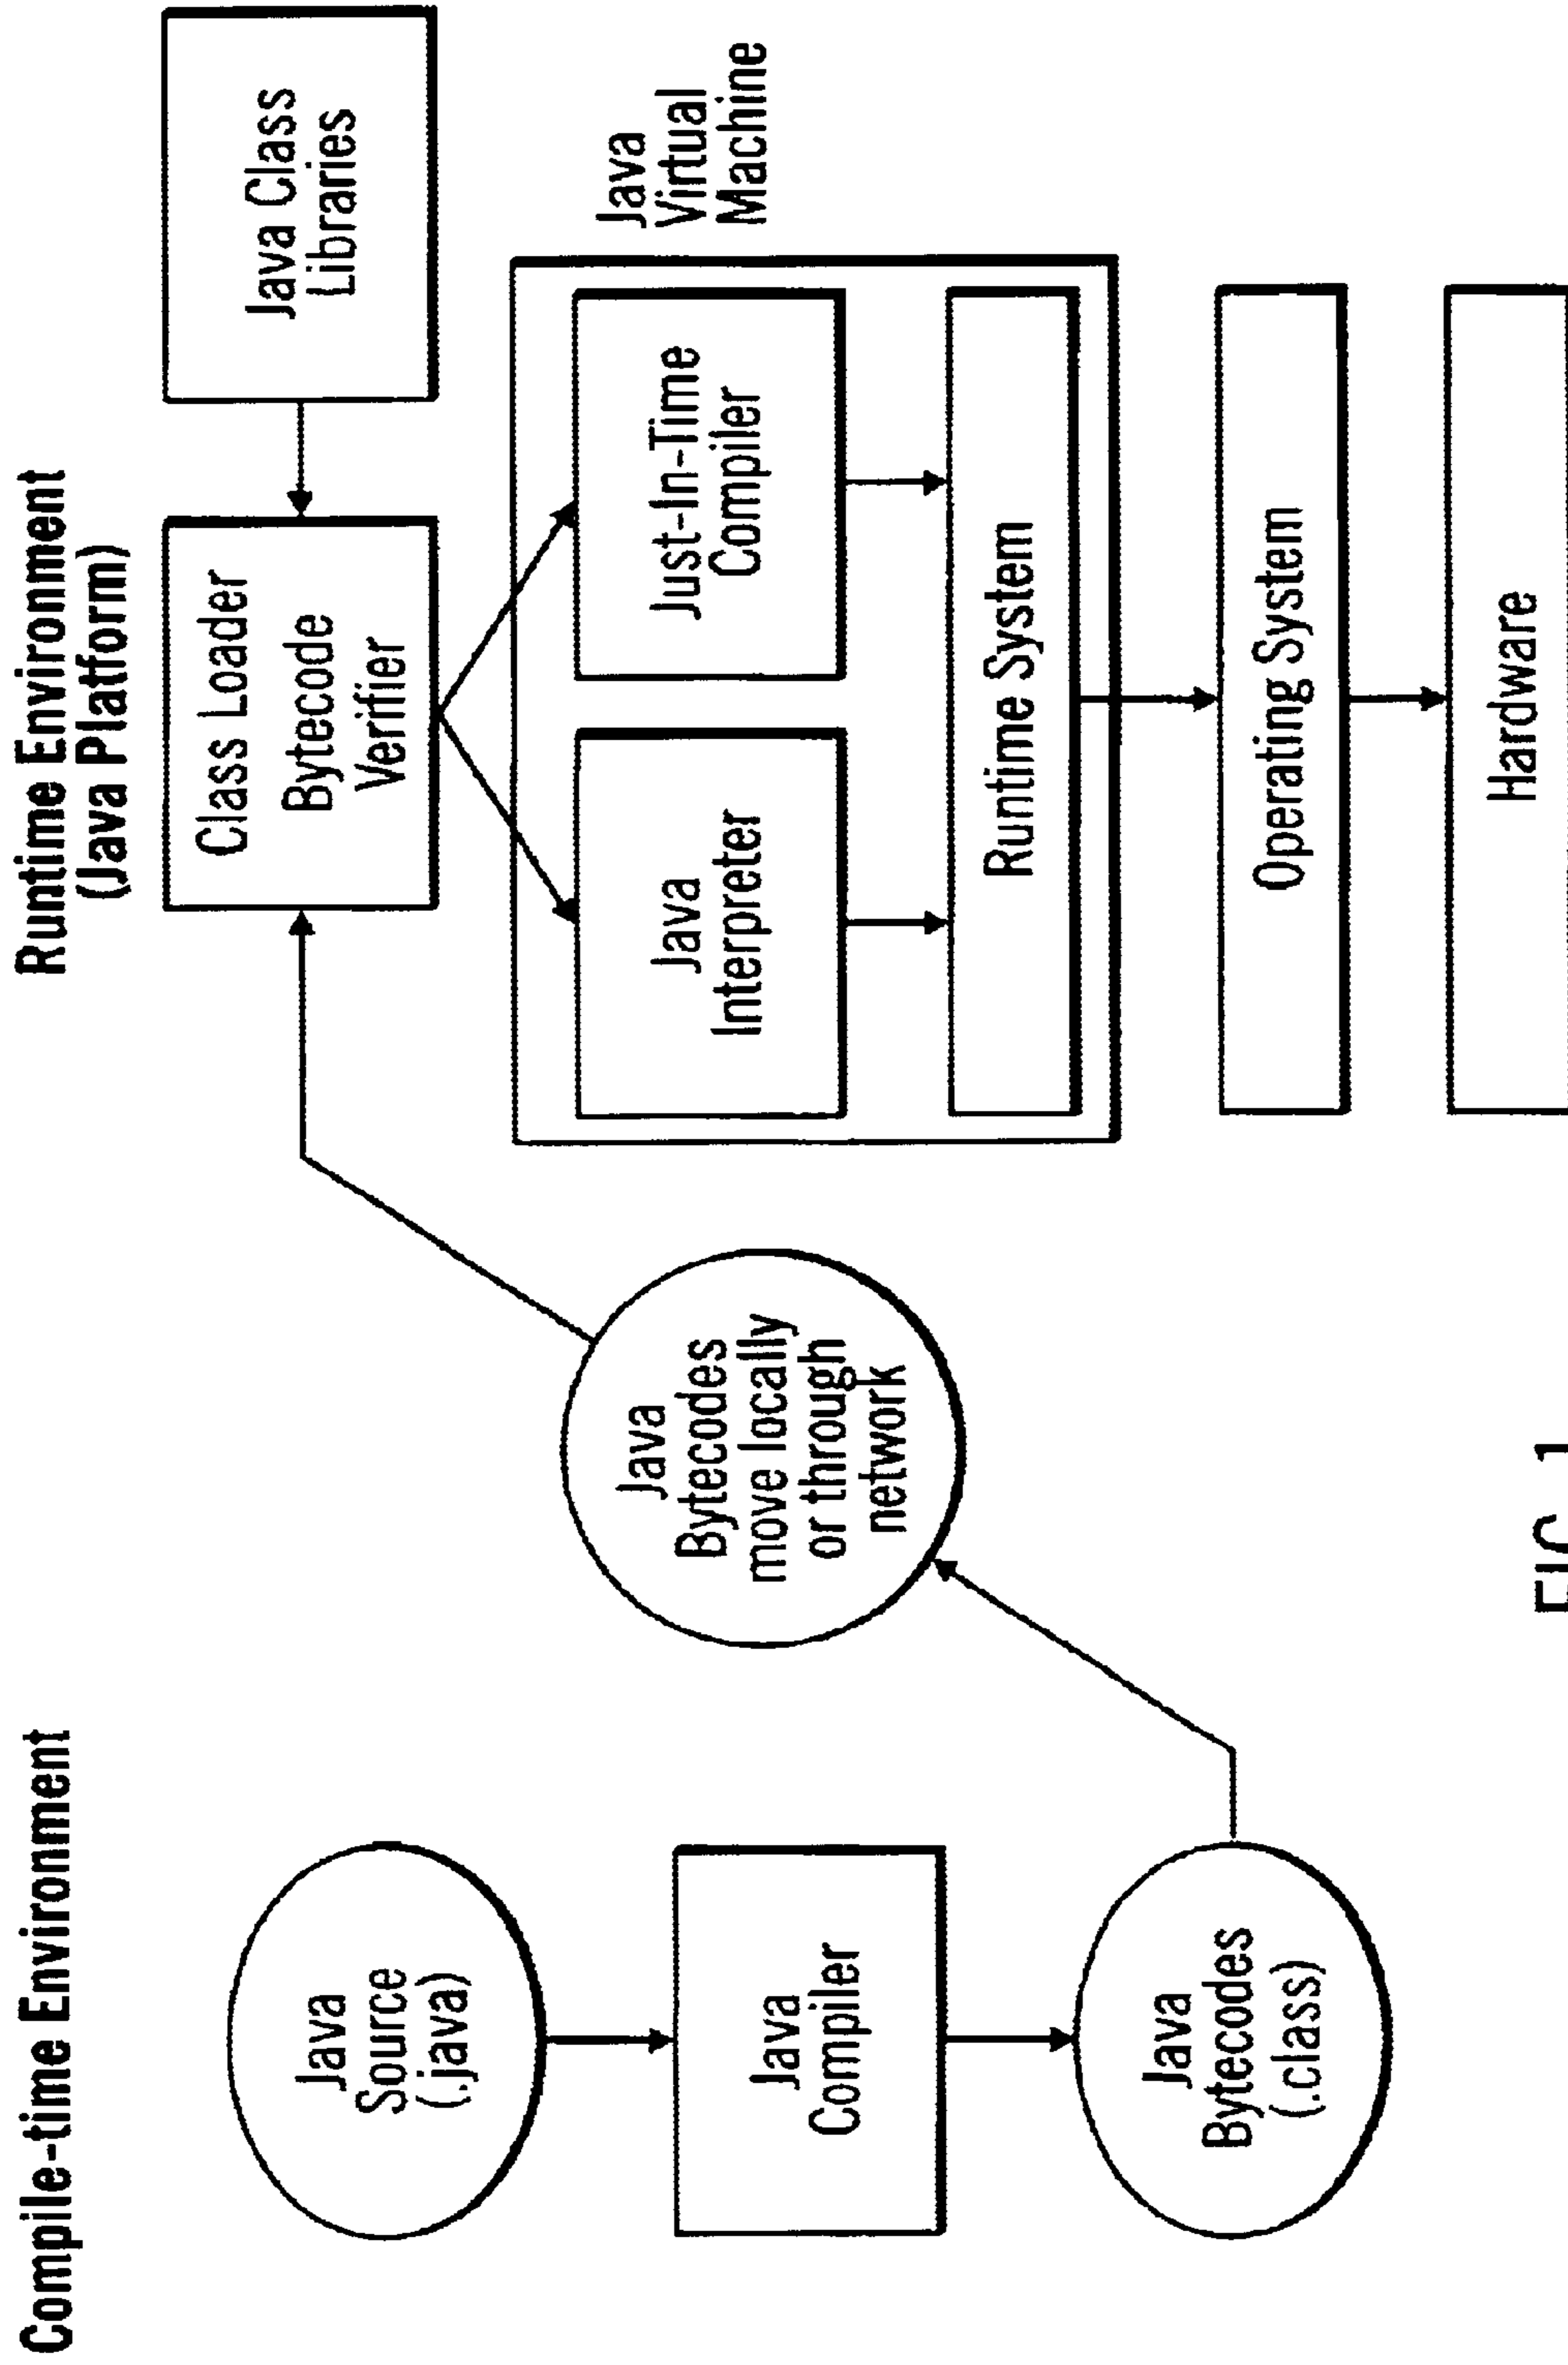 Compile-time Environment
Java
Source
(.java)
Java
Compiler
Java
Bytecodes
(.class)
Java
Bytecodes
move locally
or through
network
Runtime Environment
(Java Platform)
Class Loader
Bytecode
Verifier
Java Class
Libraries
Java
Interpreter
Just-In-Time
Compiler
Java
Virtual
Machine
Runtime System
Operating System
Hardware
FIG. 1